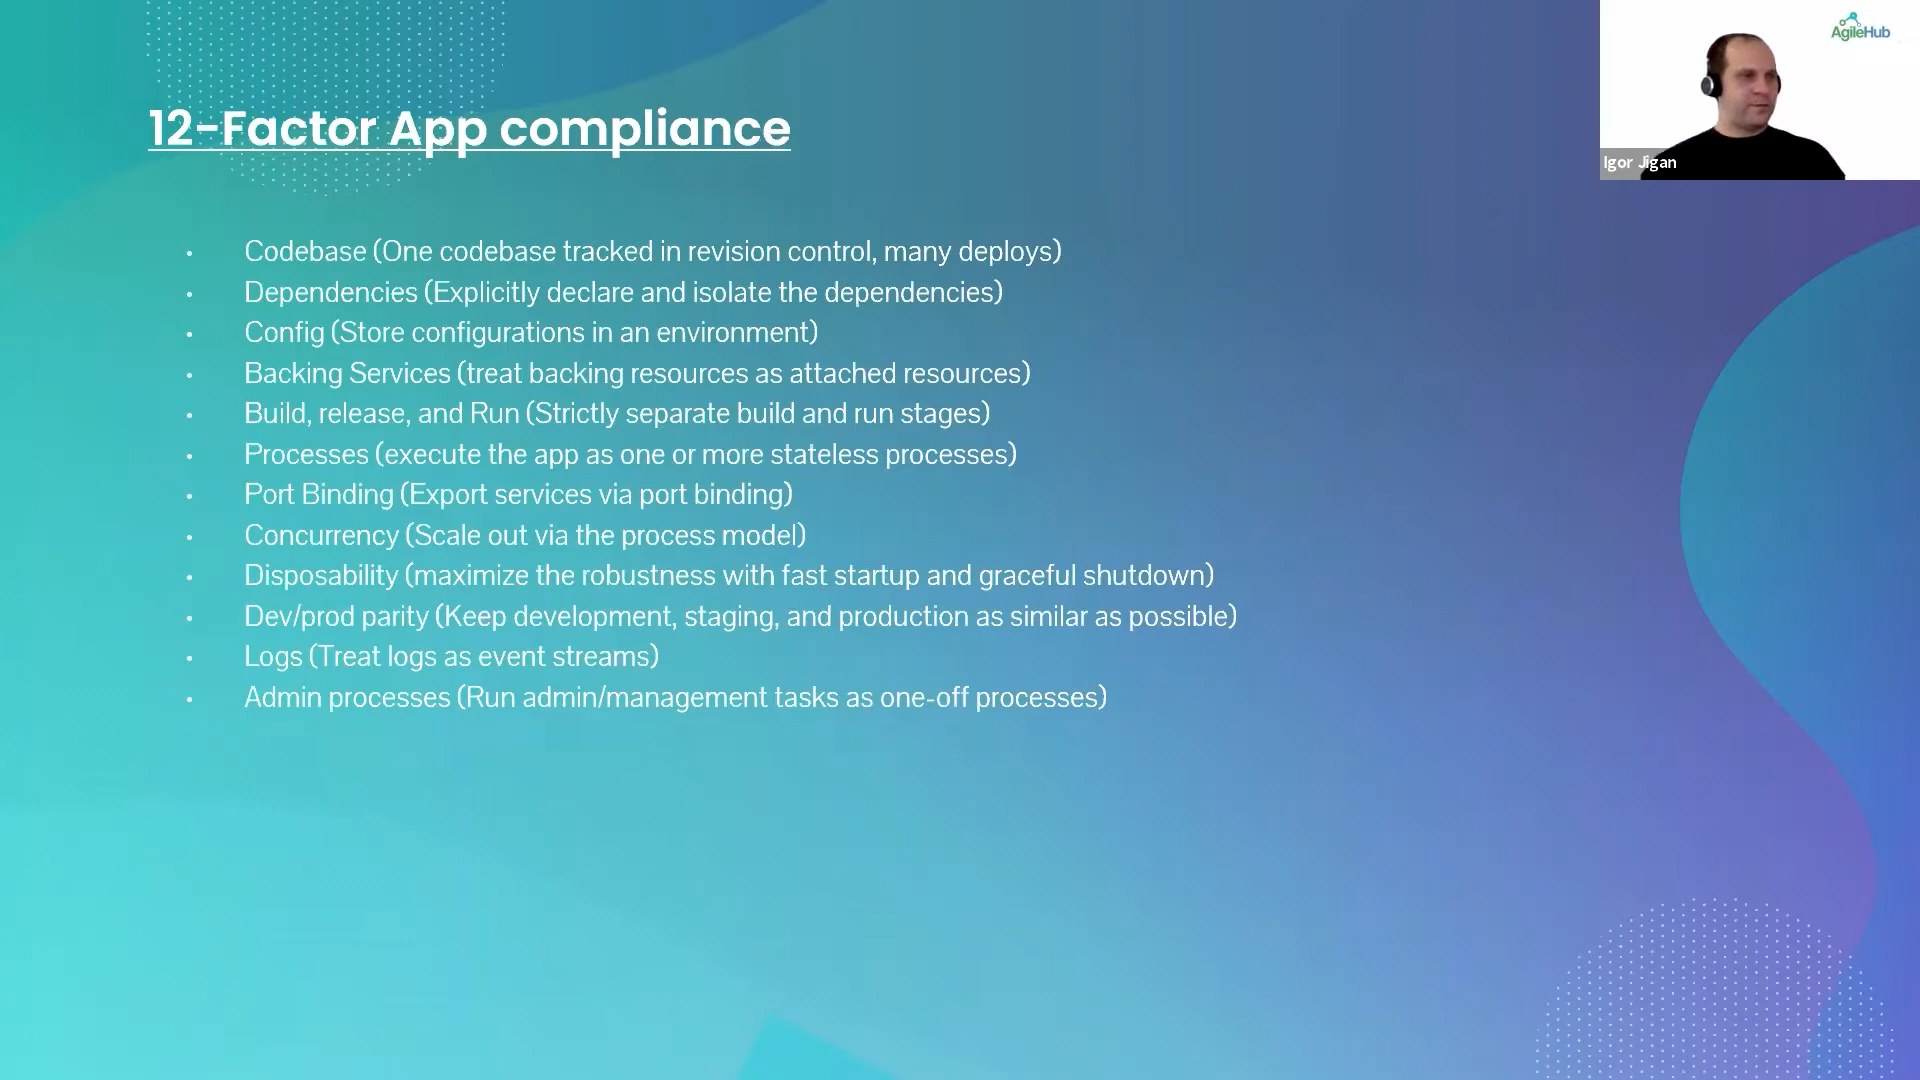 AgileHub
Igor Jigan
12-Factor App compliance
• Codebase (One codebase tracked in revision control, many deploys)
• Dependencies (Explicitly declare and isolate the dependencies)
• Config (Store configurations in an environment)
• Backing Services (treat backing resources as attached resources)
• Build, release, and Run (Strictly separate build and run stages)
• Processes (execute the app as one or more stateless processes)
• Port Binding (Export services via port binding)
• Concurrency (Scale out via the process model)
• Disposability (maximize the robustness with fast startup and graceful shutdown)
• Dev/prod parity (Keep development, staging, and production as similar as possible)
• Logs (Treat logs as event streams)
• Admin processes (Run admin/management tasks as one-off processes)